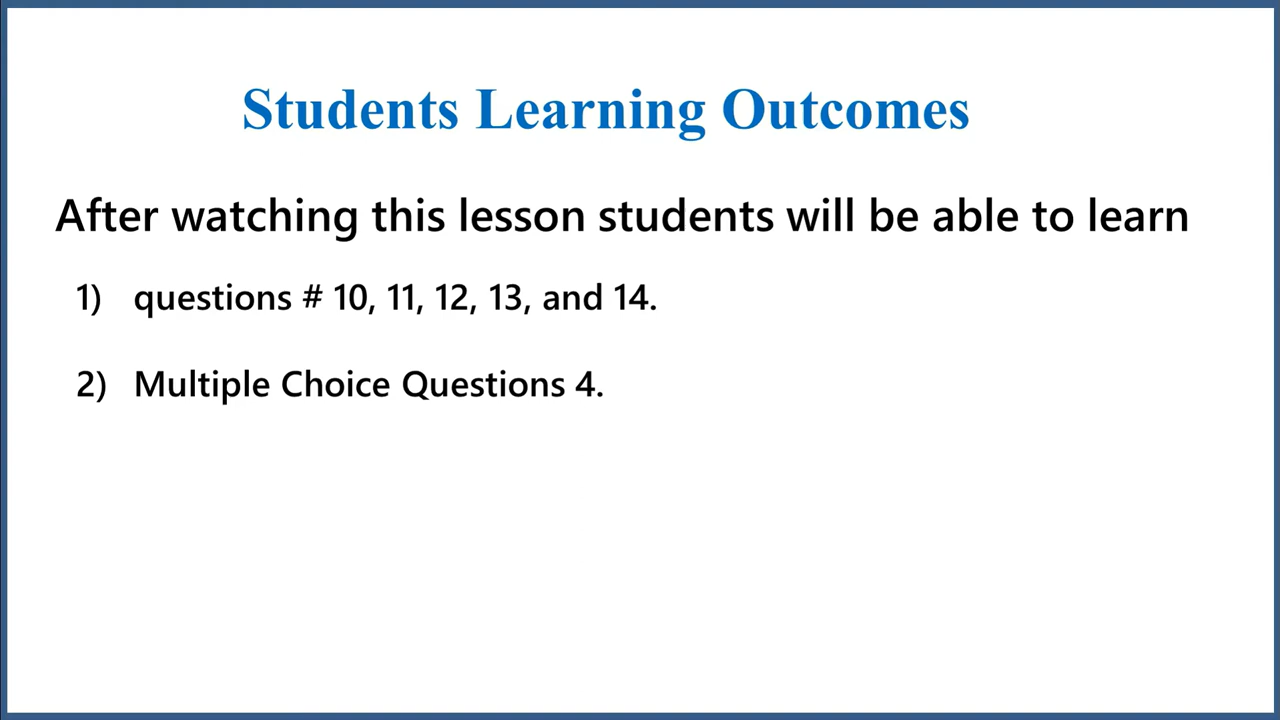 Students Learning Outcomes
After watching this lesson students will be able to learn
1) questions # 10, 11, 12, 13, and 14.
2) Multiple Choice Questions 4.